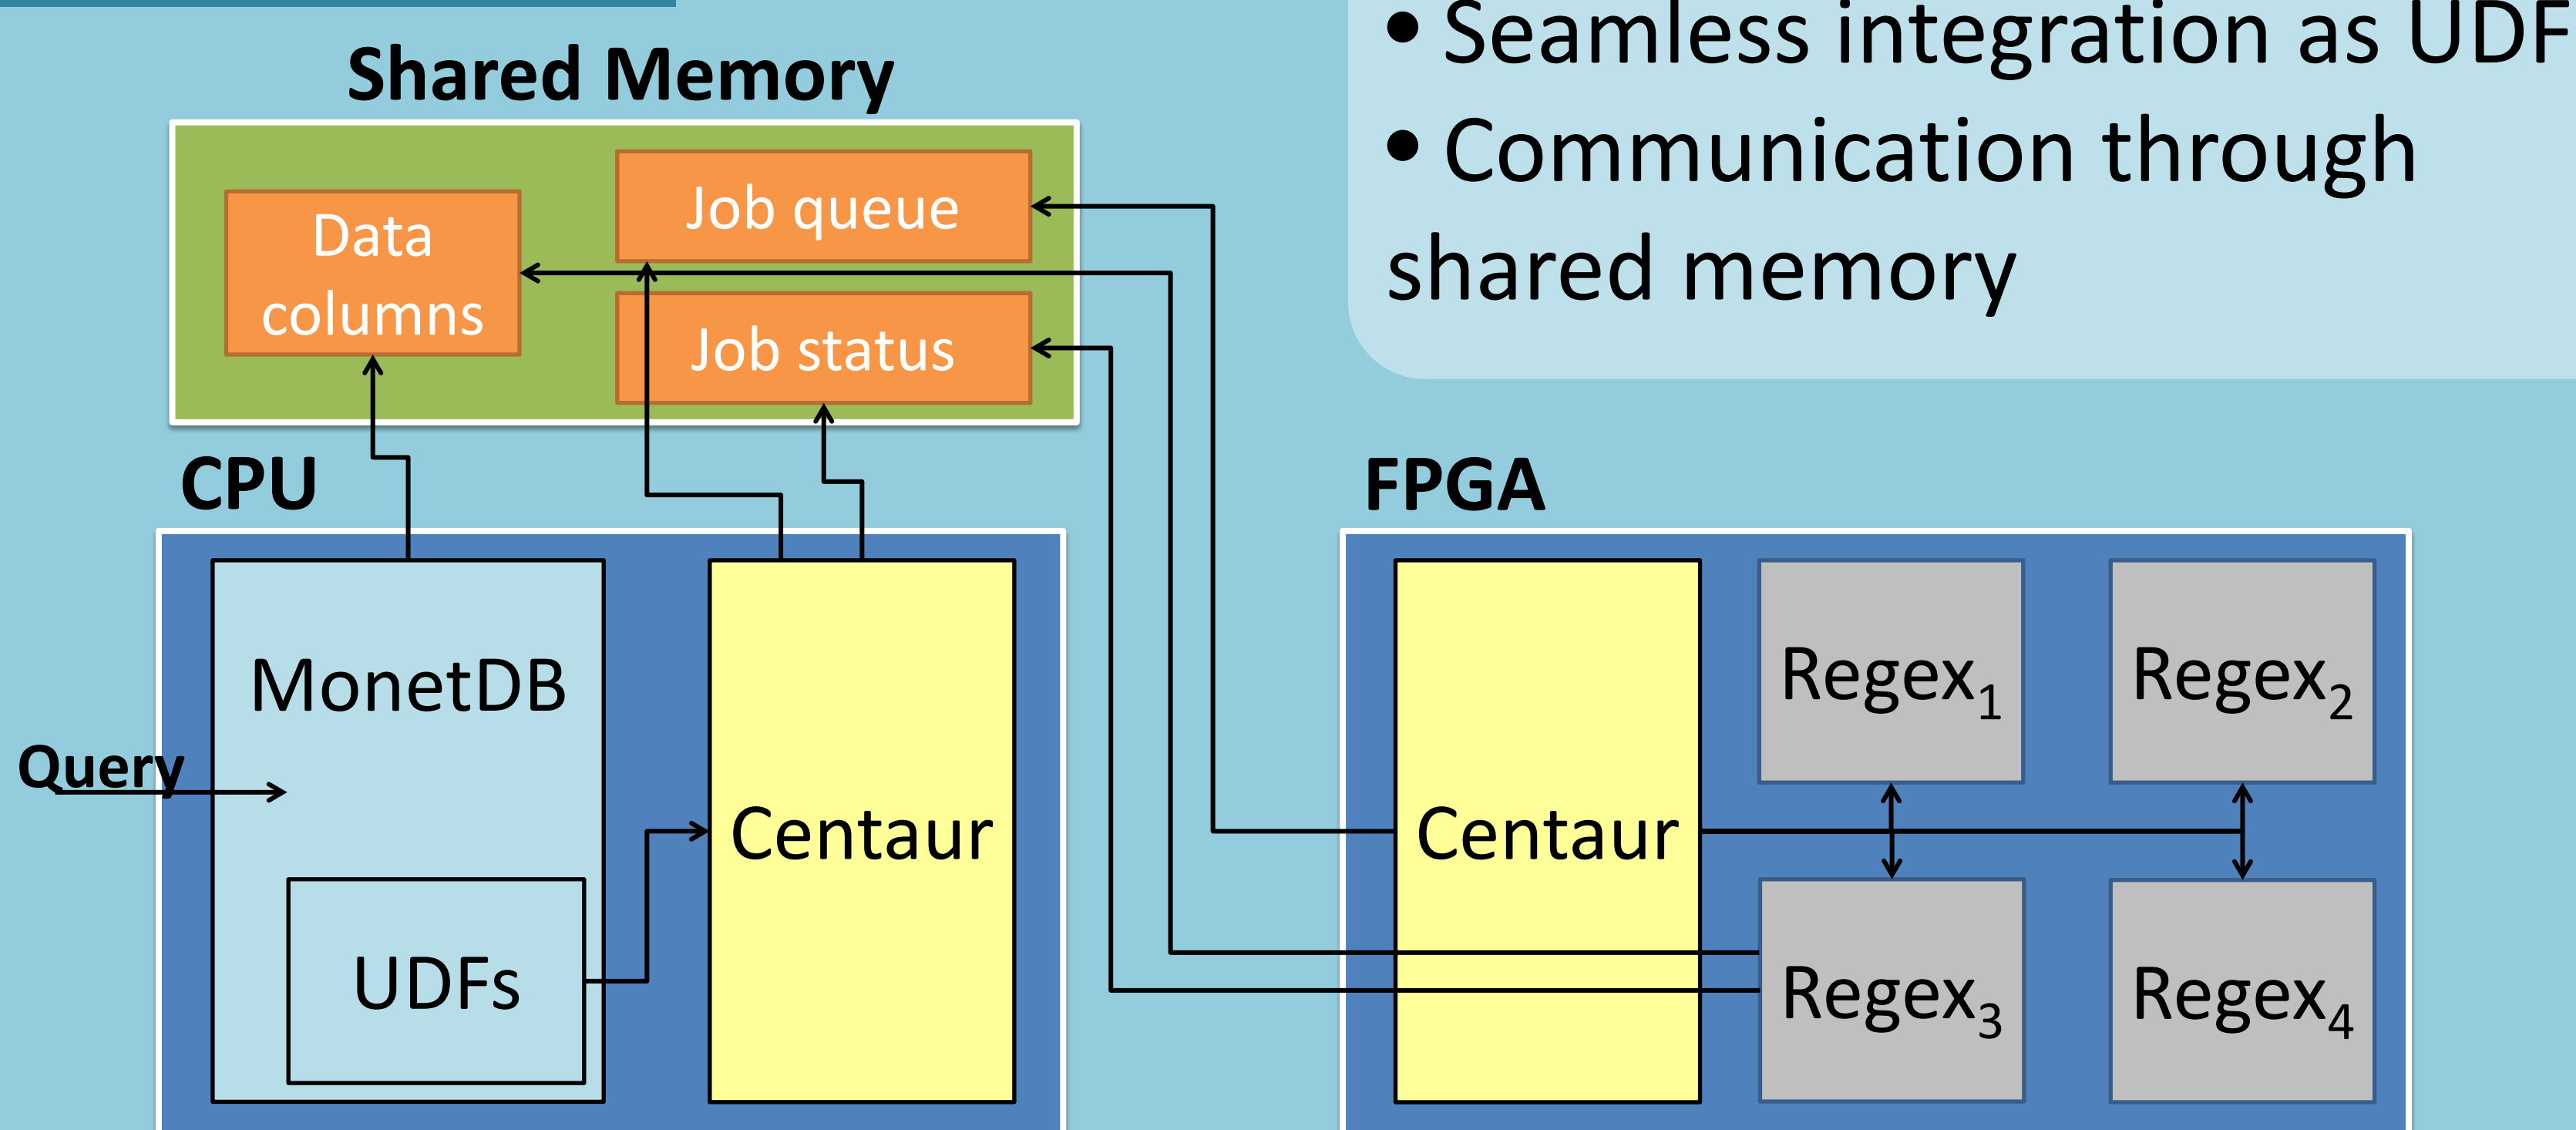 Shared Memory
Data
columns
Job queue
Job status
• Seamless integration as UDF
• Communication through
shared memory
CPU
MonetDB
Query
UDFs
Centaur
FPGA
Centaur
Regex₁
Regex₂
Regex₃
Regex₄